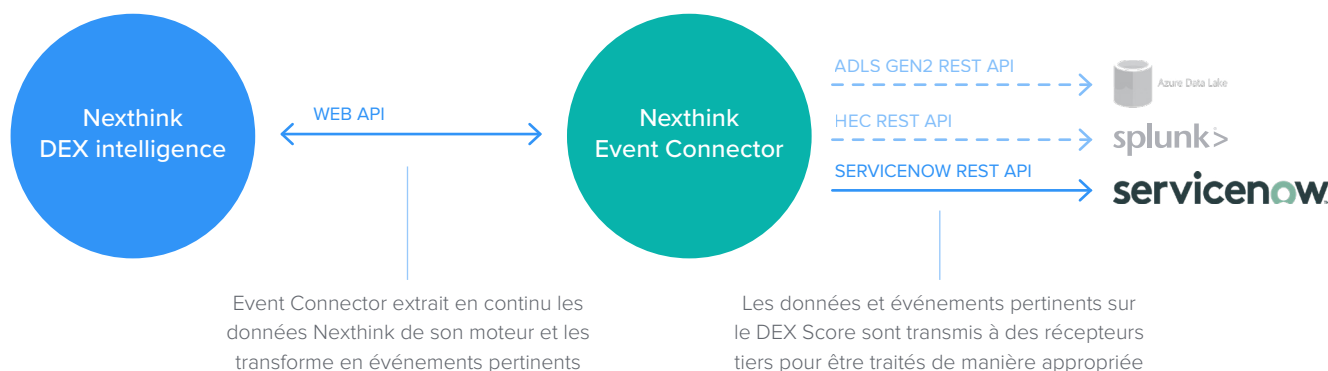 Nexthink
DEX intelligence
WEB API
Nexthink
Event Connector
ADLS GEN2 REST API
Azure Data Lake
HEC REST API
splunk>
SERVICENOW REST API
servicenow
Event Connector extrait en continu les
données Nexthink de son moteur et les
transforme en événements pertinents
Les données et événements pertinents sur
le DEX Score sont transmis à des récepteurs
tiers pour être traités de manière appropriée